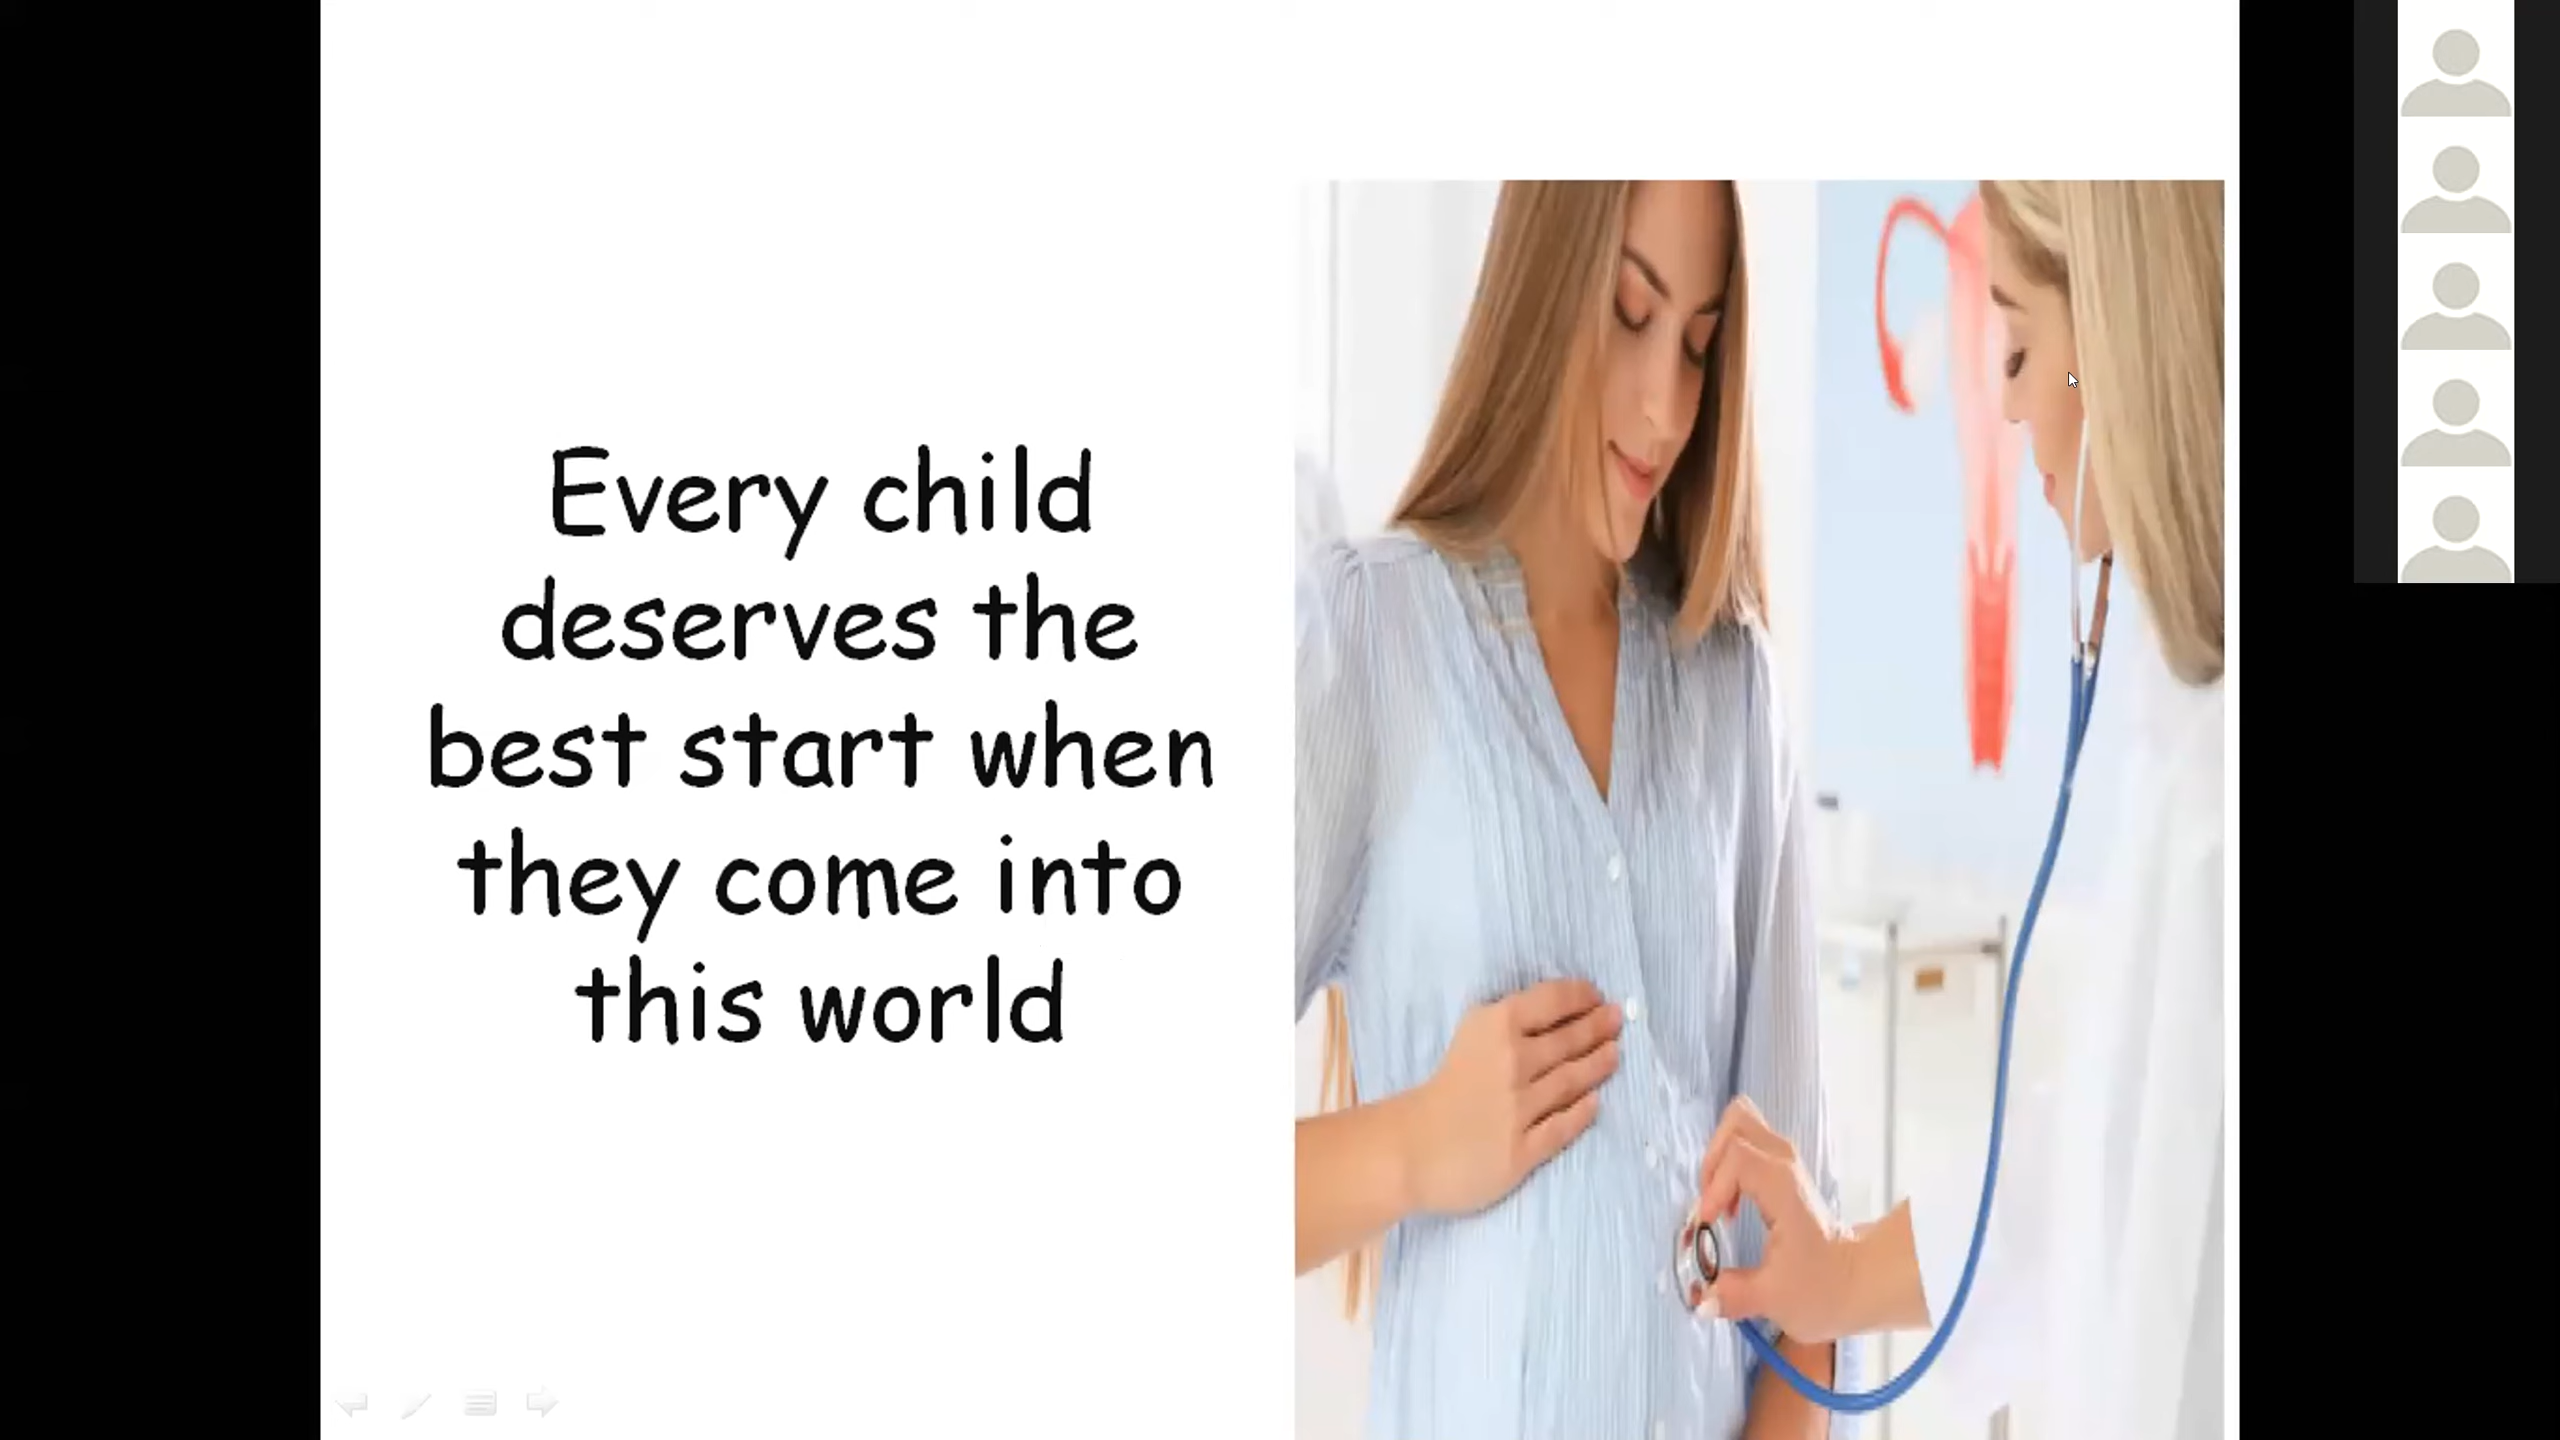 Every child
deserves the
best start when
they come into
this world